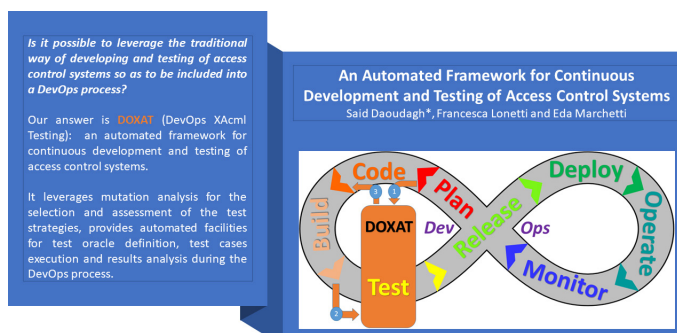 Is it possible to leverage the traditional
way of developing and testing of access
control systems so as to be included into
a DevOps process?
Our answer is DOXAT (DevOps XAcml
Testing): an automated framework for
continuous development and testing of
access control systems.
It leverages mutation analysis for the
selection and assessment of the test
strategies, provides automated facilities
for test oracle definition, test cases
execution and results analysis during the
DevOps process.
An Automated Framework for Continuous
Development and Testing of Access Control Systems
Said Daoudagh*, Francesca Lonetti and Eda Marchetti
Code
Plan
Build
3
1
DOXAT
Test
2
Dev
Ops
Release
Deploy
Operate
Monitor